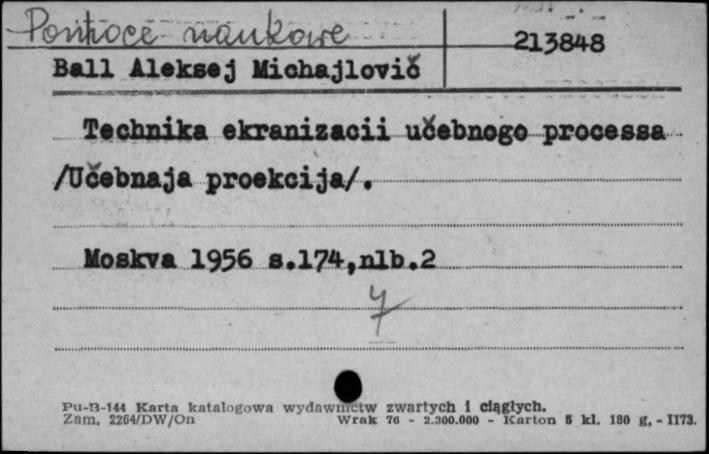 Pomoce naukowe
213848
Ball Aleksej Michajlovič
Technika ekranizacii učebnogo processa
/Učebnaja proekcija/.
Moskva 1956 s.174,nlb.2
7
Pu-B-144 Karta katalogowa wydawnictw zwartych i ciągłych.
Zam. 2264/DW/On Wrak 76 - 2.300.000 - Karton 5 kl. 180 g, - II73.